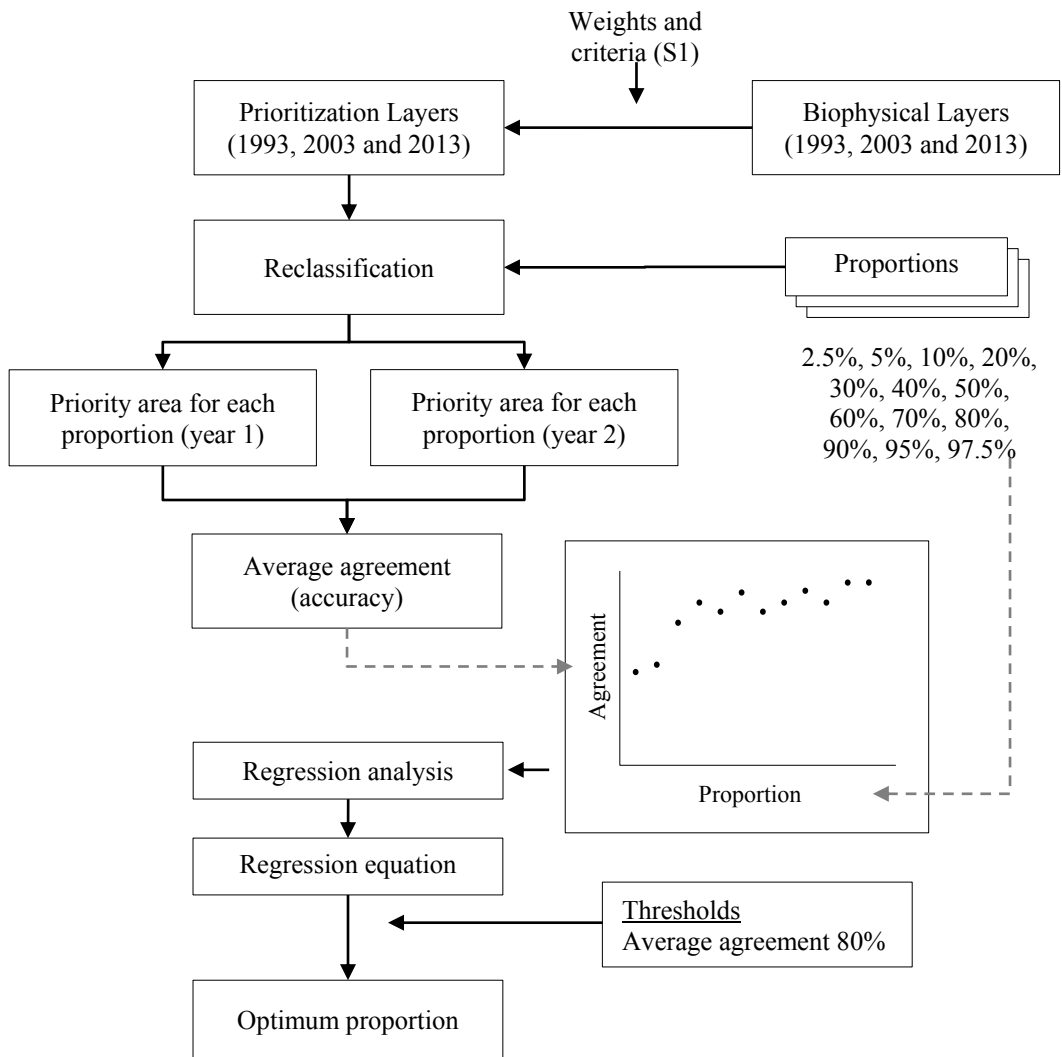 Weights and
criteria (S1)
Prioritization Layers
(1993, 2003 and 2013)
Biophysical Layers
(1993, 2003 and 2013)
Reclassification
Proportions
2.5%, 5%, 10%, 20%,
30%, 40%, 50%,
60%, 70%, 80%,
90%, 95%, 97.5%
Priority area for each
proportion (year 1)
Priority area for each
proportion (year 2)
Average agreement
(accuracy)
Agreement
Proportion
Regression analysis
Regression equation
Thresholds
Average agreement 80%
Optimum proportion